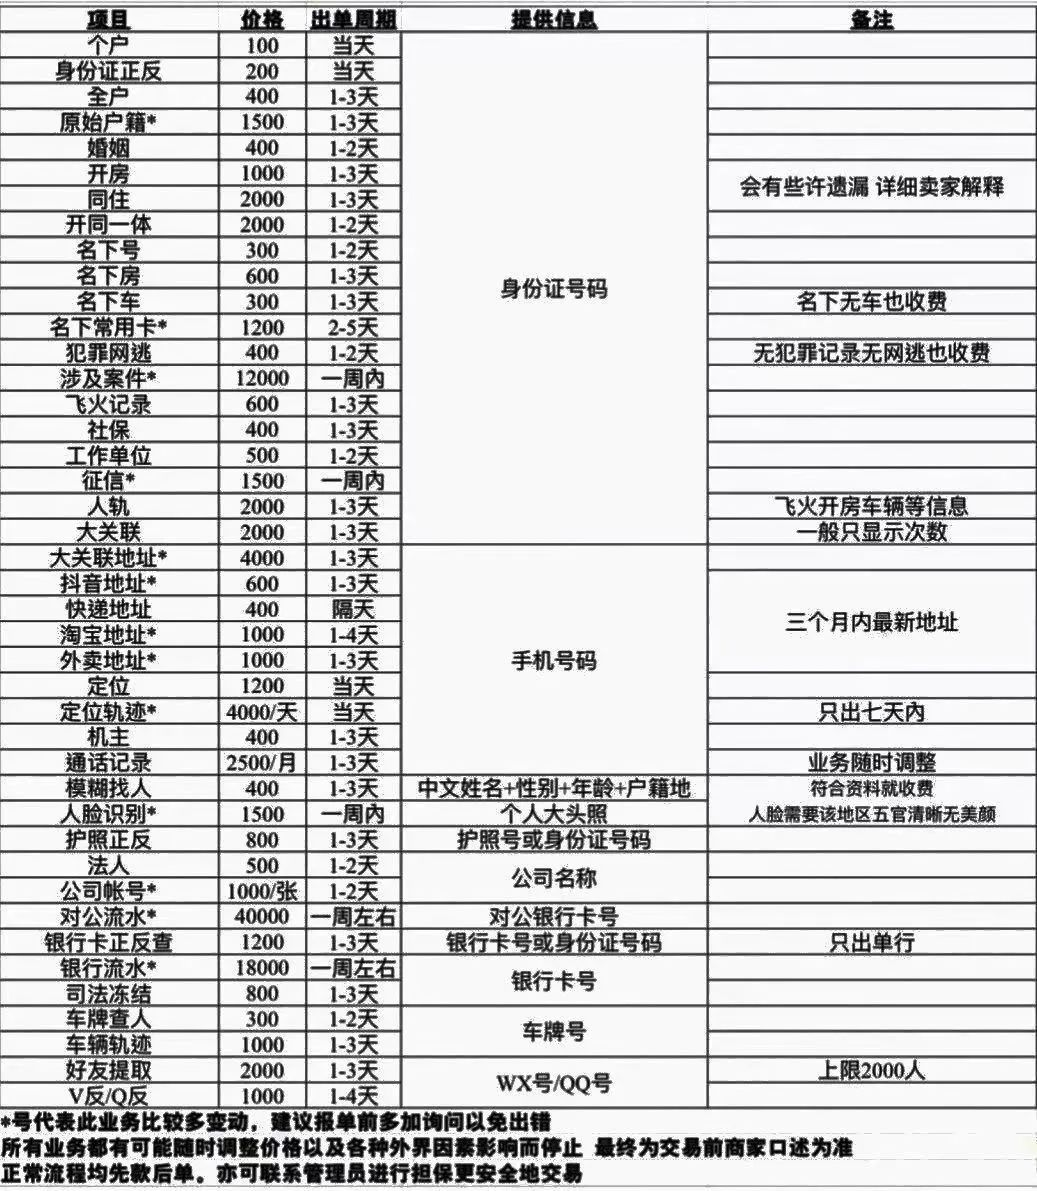 项目 价格 出单周期 提供信息 备注
个户 100 当天
身份证正反 200 当天
全户 400 1-3天
原始户籍* 1500 1-3天
婚姻 400 1-2天
开房 1000 1-3天
会有些许遗漏 详细卖家解释
同住 2000 1-3天
开同一体 2000 1-2天
名下号 300 1-2天
名下房 600 1-3天
身份证号码
名下车 300 1-3天 名下无车也收费
名下常用卡* 1200 2-5天
犯罪网逃 400 1-2天 无犯罪记录无网逃也收费
涉及案件* 12000 一周内
飞火记录 600 1-3天
社保 400 1-3天
工作单位 500 1-2天
征信* 1500 一周内
人轨 2000 1-3天 飞火开房车辆等信息
大关联 2000 1-3天 一般只显示次数
大关联地址* 4000 1-3天
抖音地址* 600 1-3天
快递地址 400 隔天
三个月内最新地址
淘宝地址* 1000 1-4天
外卖地址* 1000 1-3天 手机号码
定位 1200 当天
定位轨迹* 4000/天 当天 只出七天内
机主 400 1-3天
通话记录 2500/月 1-3天 业务随时调整
模糊找人 400 1-3天 中文姓名+性别+年龄+户籍地 符合资料就收费
人脸识别* 1500 一周内 个人大头照 人脸需要该地区五官清晰无美颜
护照正反 800 1-3天 护照号或身份证号码
法人 500 1-2天
公司名称
公司帐号* 1000/张 1-2天
对公流水* 40000 一周左右 对公银行卡号
银行卡正反查 1200 1-3天 银行卡号或身份证号码 只出单行
银行流水* 18000 一周左右
银行卡号
司法冻结 800 1-3天
车牌查人 300 1-2天
车牌号
车辆轨迹 1000 1-3天
好友提取 2000 1-3天 上限2000人
WX号/QQ号
V反/Q反 1000 1-4天
*号代表此业务比较多变动，建议报单前多加询问以免出错
所有业务都有可能随时调整价格以及各种外界因素影响而停止 最终为交易前商家口述为准
正常流程均先款后单。亦可联系管理员进行担保更安全地交易